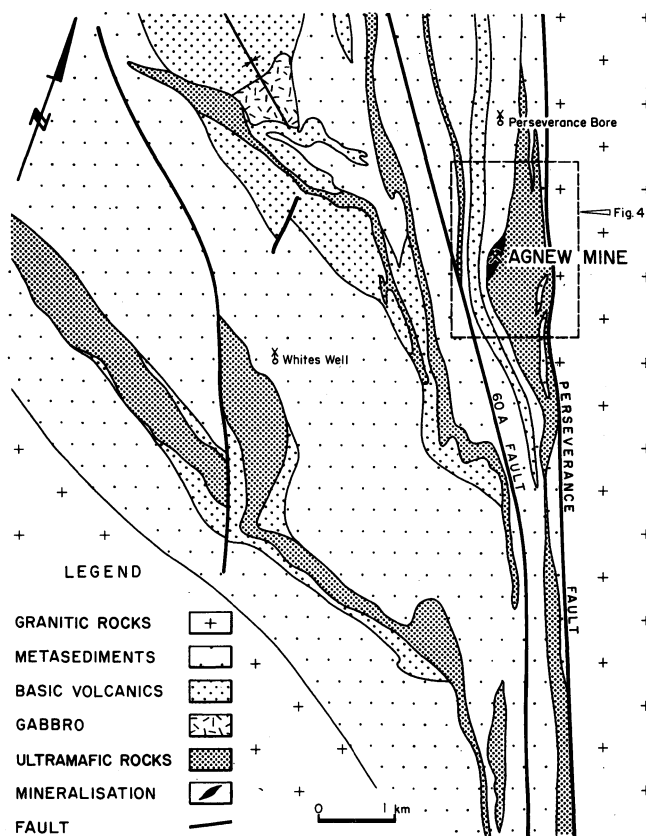 N
Perseverance Bore
Fig. 4
AGNEW MINE
Whites Well
60 A FAULT
PERSEVERANCE FAULT
LEGEND
GRANITIC ROCKS
METASEDIMENTS
BASIC VOLCANICS
GABBRO
ULTRAMAFIC ROCKS
MINERALISATION
FAULT
0 1 km